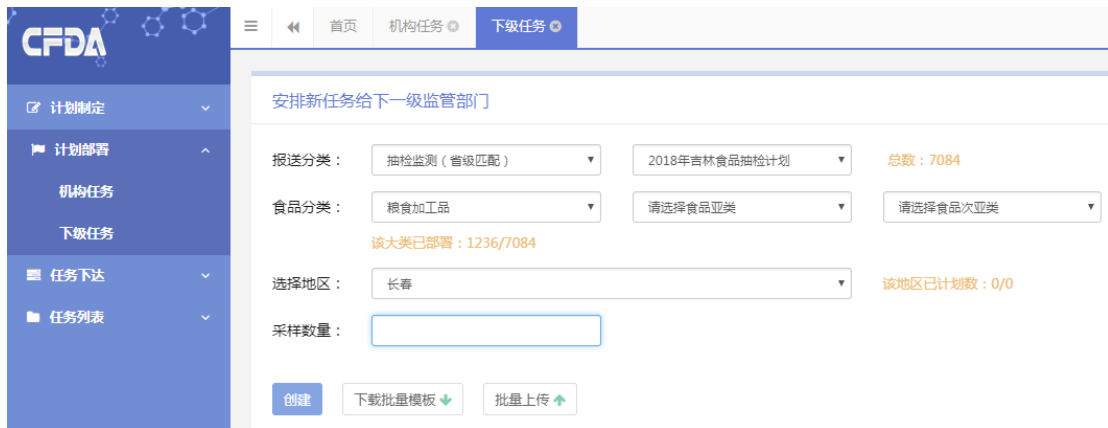 CFDA
首页 机构任务 下级任务
计划制定
计划部署
机构任务
下级任务
任务下达
任务列表
安排新任务给下一级监管部门
报送分类： 抽检监测（省级匹配） 2018年吉林食品抽检计划 总数：7084
食品分类： 粮食加工品 请选择食品亚类 请选择食品次亚类
该大类已部署：1236/7084
选择地区： 长春 该地区已计划数：0/0
采样数量：
创建 下载批量模板 批量上传